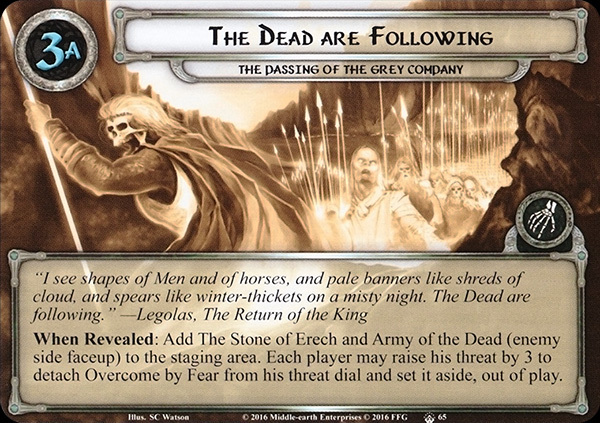 3A
THE DEAD ARE FOLLOWING
THE PASSING OF THE GREY COMPANY
“I see shapes of Men and of horses, and pale banners like shreds of
cloud, and spears like winter-thickets on a misty night. The Dead are
following.” —Legolas, The Return of the King
When Revealed: Add The Stone of Erech and Army of the Dead (enemy
side faceup) to the staging area. Each player may raise his threat by 3 to
detach Overcome by Fear from his threat dial and set it aside, out of play.
Illus. SC Watson © 2016 Middle-earth Enterprises © 2016 FFG 65